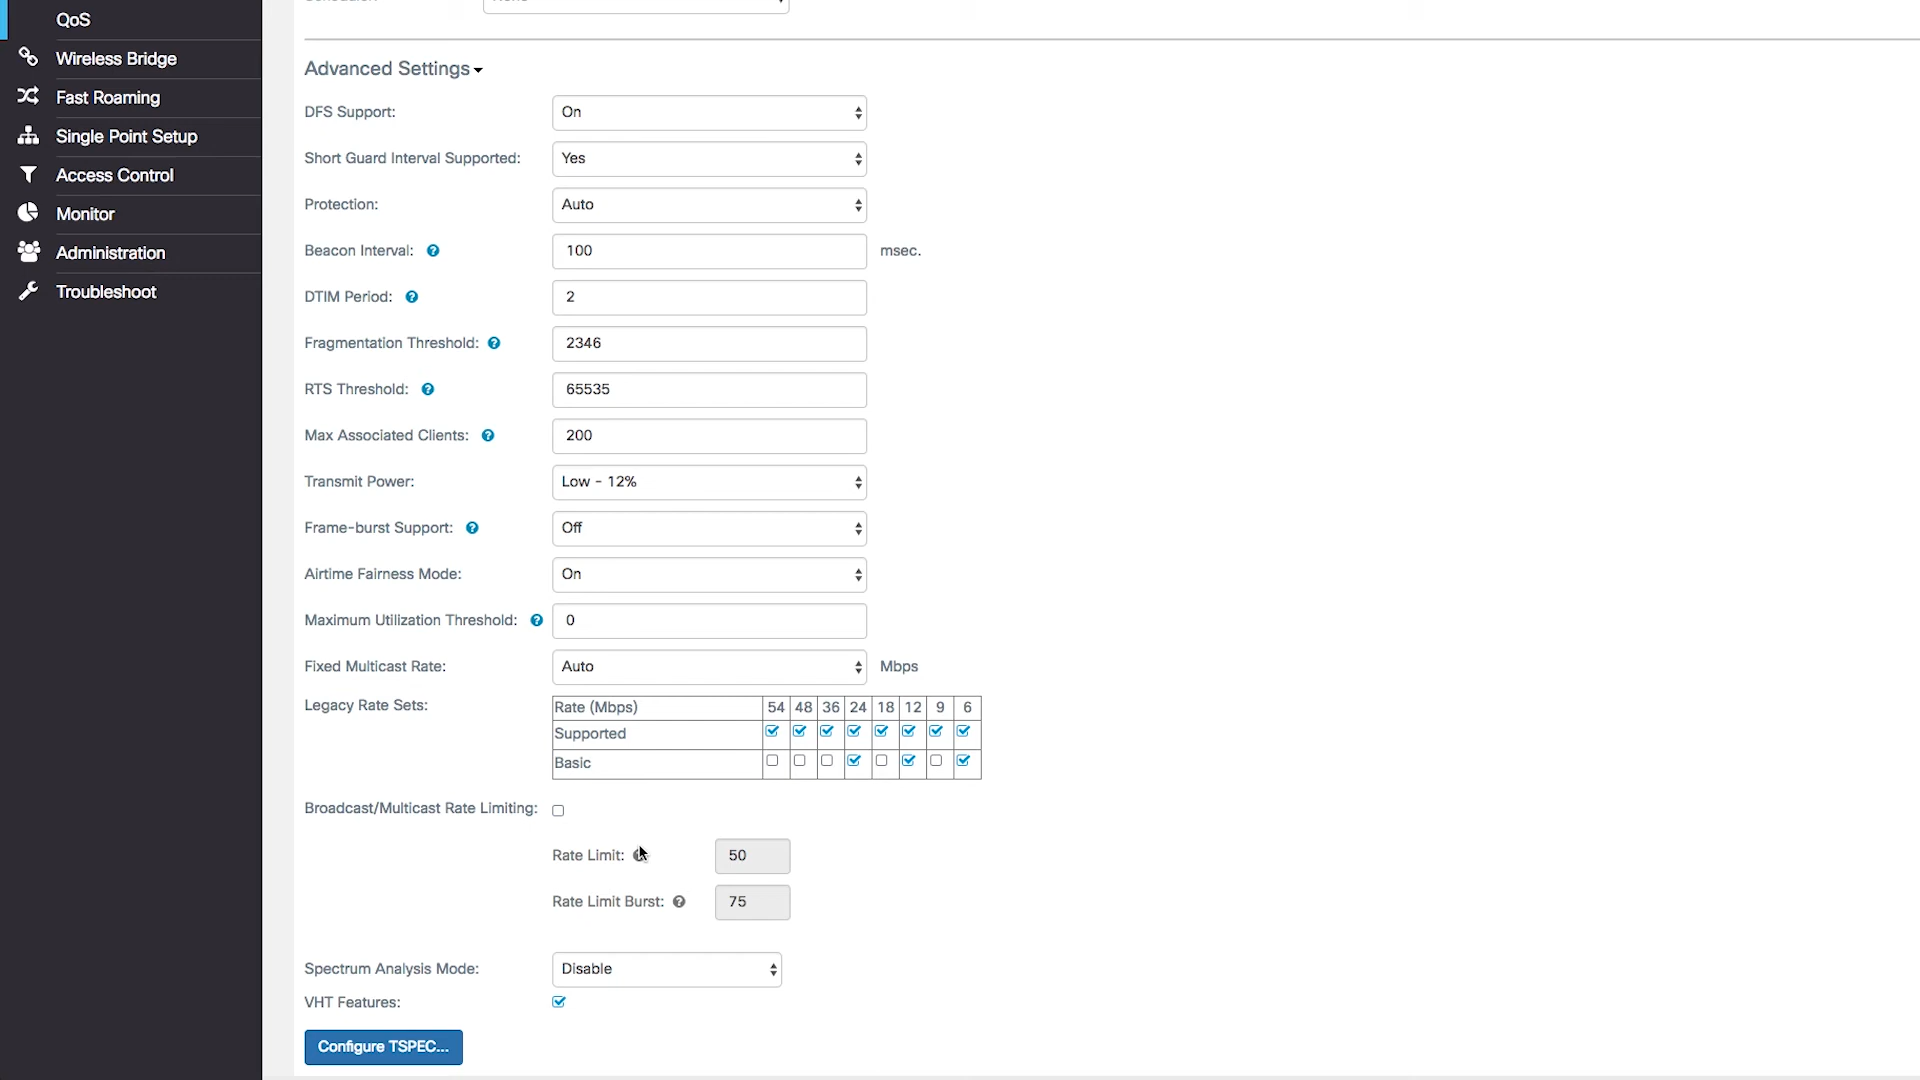 QoS
Wireless Bridge
Fast Roaming
Single Point Setup
Access Control
Monitor
Administration
Troubleshoot
Advanced Settings
DFS Support: On
Short Guard Interval Supported: Yes
Protection: Auto
Beacon Interval: ? 100 msec.
DTIM Period: ? 2
Fragmentation Threshold: ? 2346
RTS Threshold: ? 65535
Max Associated Clients: ? 200
Transmit Power: Low - 12%
Frame-burst Support: ? Off
Airtime Fairness Mode: On
Maximum Utilization Threshold: ? 0
Fixed Multicast Rate: Auto Mbps
Legacy Rate Sets: Rate (Mbps) 54 48 36 24 18 12 9 6
Supported
Basic
Broadcast/Multicast Rate Limiting:
Rate Limit: 50
Rate Limit Burst: ? 75
Spectrum Analysis Mode: Disable
VHT Features:
Configure TSPEC...